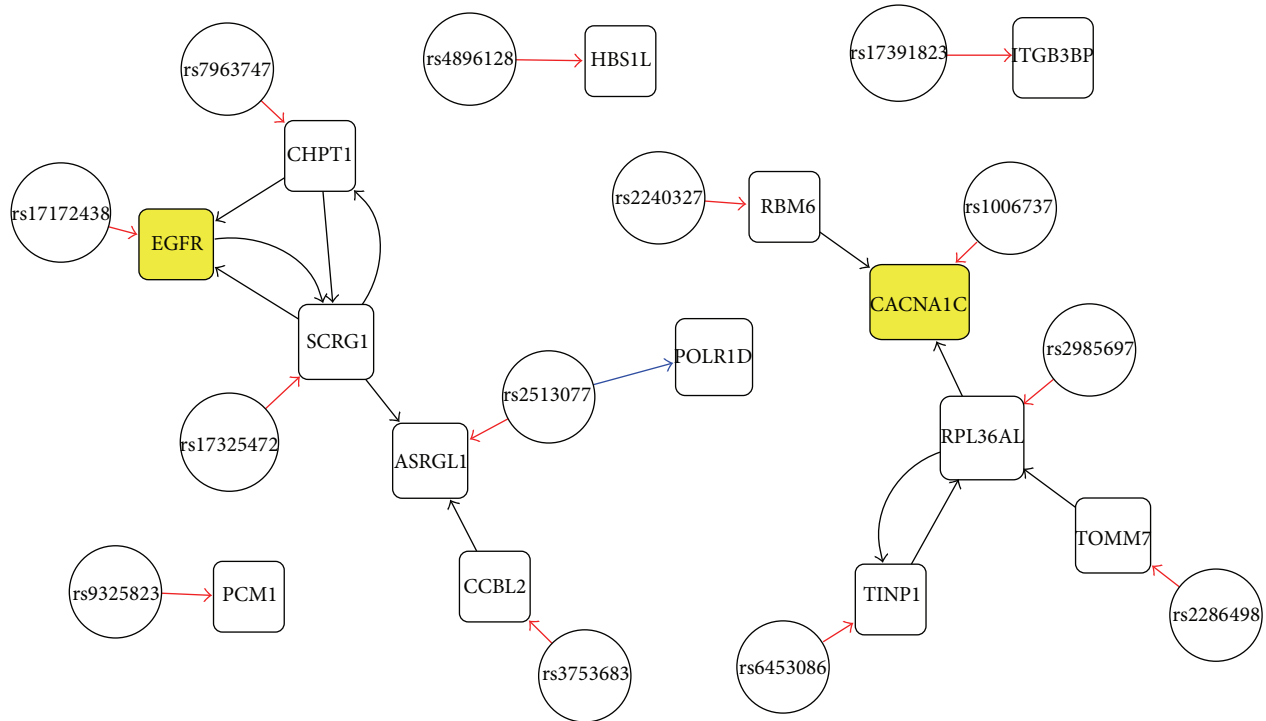 rs7963747
rs4896128
HBS1L
rs17391823
ITGB3BP
CHPT1
rs17172438
EGFR
rs2240327
RBM6
rs1006737
CACNA1C
SCRG1
rs2513077
POLR1D
rs2985697
rs17325472
ASRGL1
RPL36AL
TOMM7
rs9325823
PCM1
CCBL2
TINP1
rs2286498
rs3753683
rs6453086